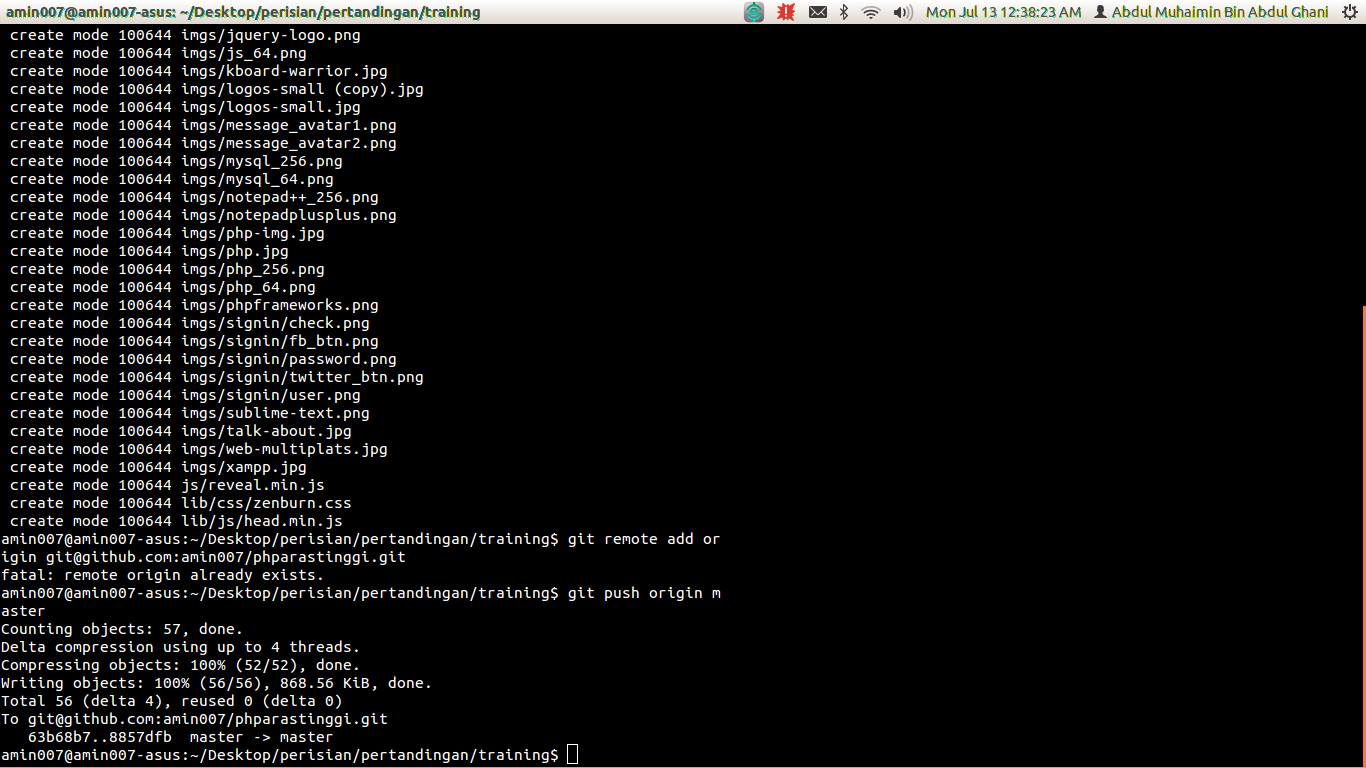 amin007@amin007-asus: ~/Desktop/perisian/pertandingan/training Mon Jul 13 12:38:23 AM Abdul Muhaimin Bin Abdul Ghani
create mode 100644 imgs/jquery-logo.png
create mode 100644 imgs/js_64.png
create mode 100644 imgs/kboard-warrior.jpg
create mode 100644 imgs/logos-small (copy).jpg
create mode 100644 imgs/logos-small.jpg
create mode 100644 imgs/message_avatar1.png
create mode 100644 imgs/message_avatar2.png
create mode 100644 imgs/mysql_256.png
create mode 100644 imgs/mysql_64.png
create mode 100644 imgs/notepad++_256.png
create mode 100644 imgs/notepadplusplus.png
create mode 100644 imgs/php-img.jpg
create mode 100644 imgs/php.jpg
create mode 100644 imgs/php_256.png
create mode 100644 imgs/php_64.png
create mode 100644 imgs/phpframeworks.png
create mode 100644 imgs/signin/check.png
create mode 100644 imgs/signin/fb_btn.png
create mode 100644 imgs/signin/password.png
create mode 100644 imgs/signin/twitter_btn.png
create mode 100644 imgs/signin/user.png
create mode 100644 imgs/sublime-text.png
create mode 100644 imgs/talk-about.jpg
create mode 100644 imgs/web-multiplats.jpg
create mode 100644 imgs/xampp.jpg
create mode 100644 js/reveal.min.js
create mode 100644 lib/css/zenburn.css
create mode 100644 lib/js/head.min.js
amin007@amin007-asus:~/Desktop/perisian/pertandingan/training$ git remote add or
igin git@github.com:amin007/phparastinggi.git
fatal: remote origin already exists.
amin007@amin007-asus:~/Desktop/perisian/pertandingan/training$ git push origin m
aster
Counting objects: 57, done.
Delta compression using up to 4 threads.
Compressing objects: 100% (52/52), done.
Writing objects: 100% (56/56), 868.56 KiB, done.
Total 56 (delta 4), reused 0 (delta 0)
To git@github.com:amin007/phparastinggi.git
63b68b7..8857dfb  master -> master
amin007@amin007-asus:~/Desktop/perisian/pertandingan/training$